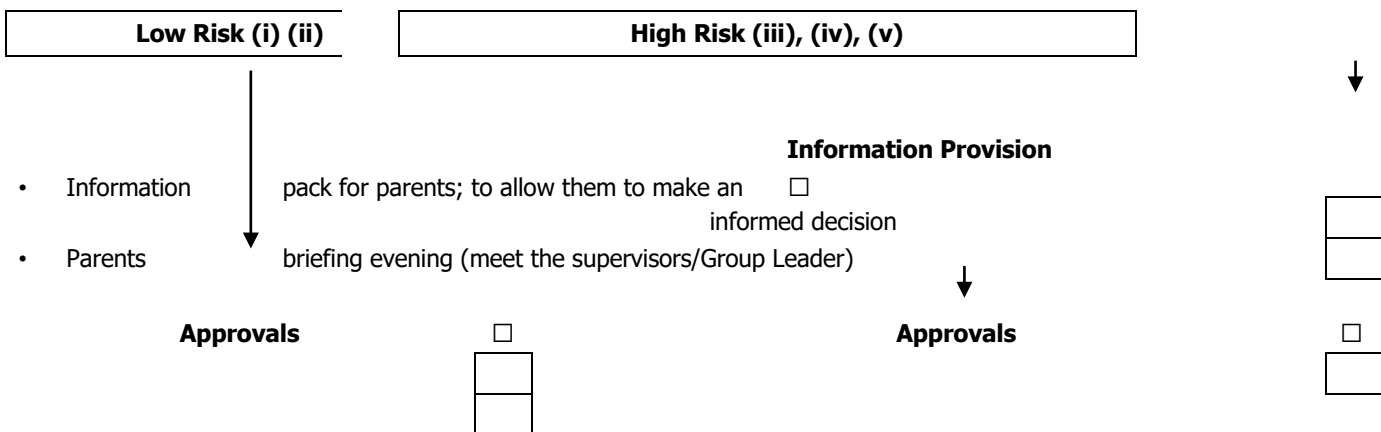 Low Risk (i) (ii) High Risk (iii), (iv), (v)
Information Provision
• Information pack for parents; to allow them to make an ☐
informed decision
• Parents briefing evening (meet the supervisors/Group Leader)
Approvals ☐ Approvals ☐